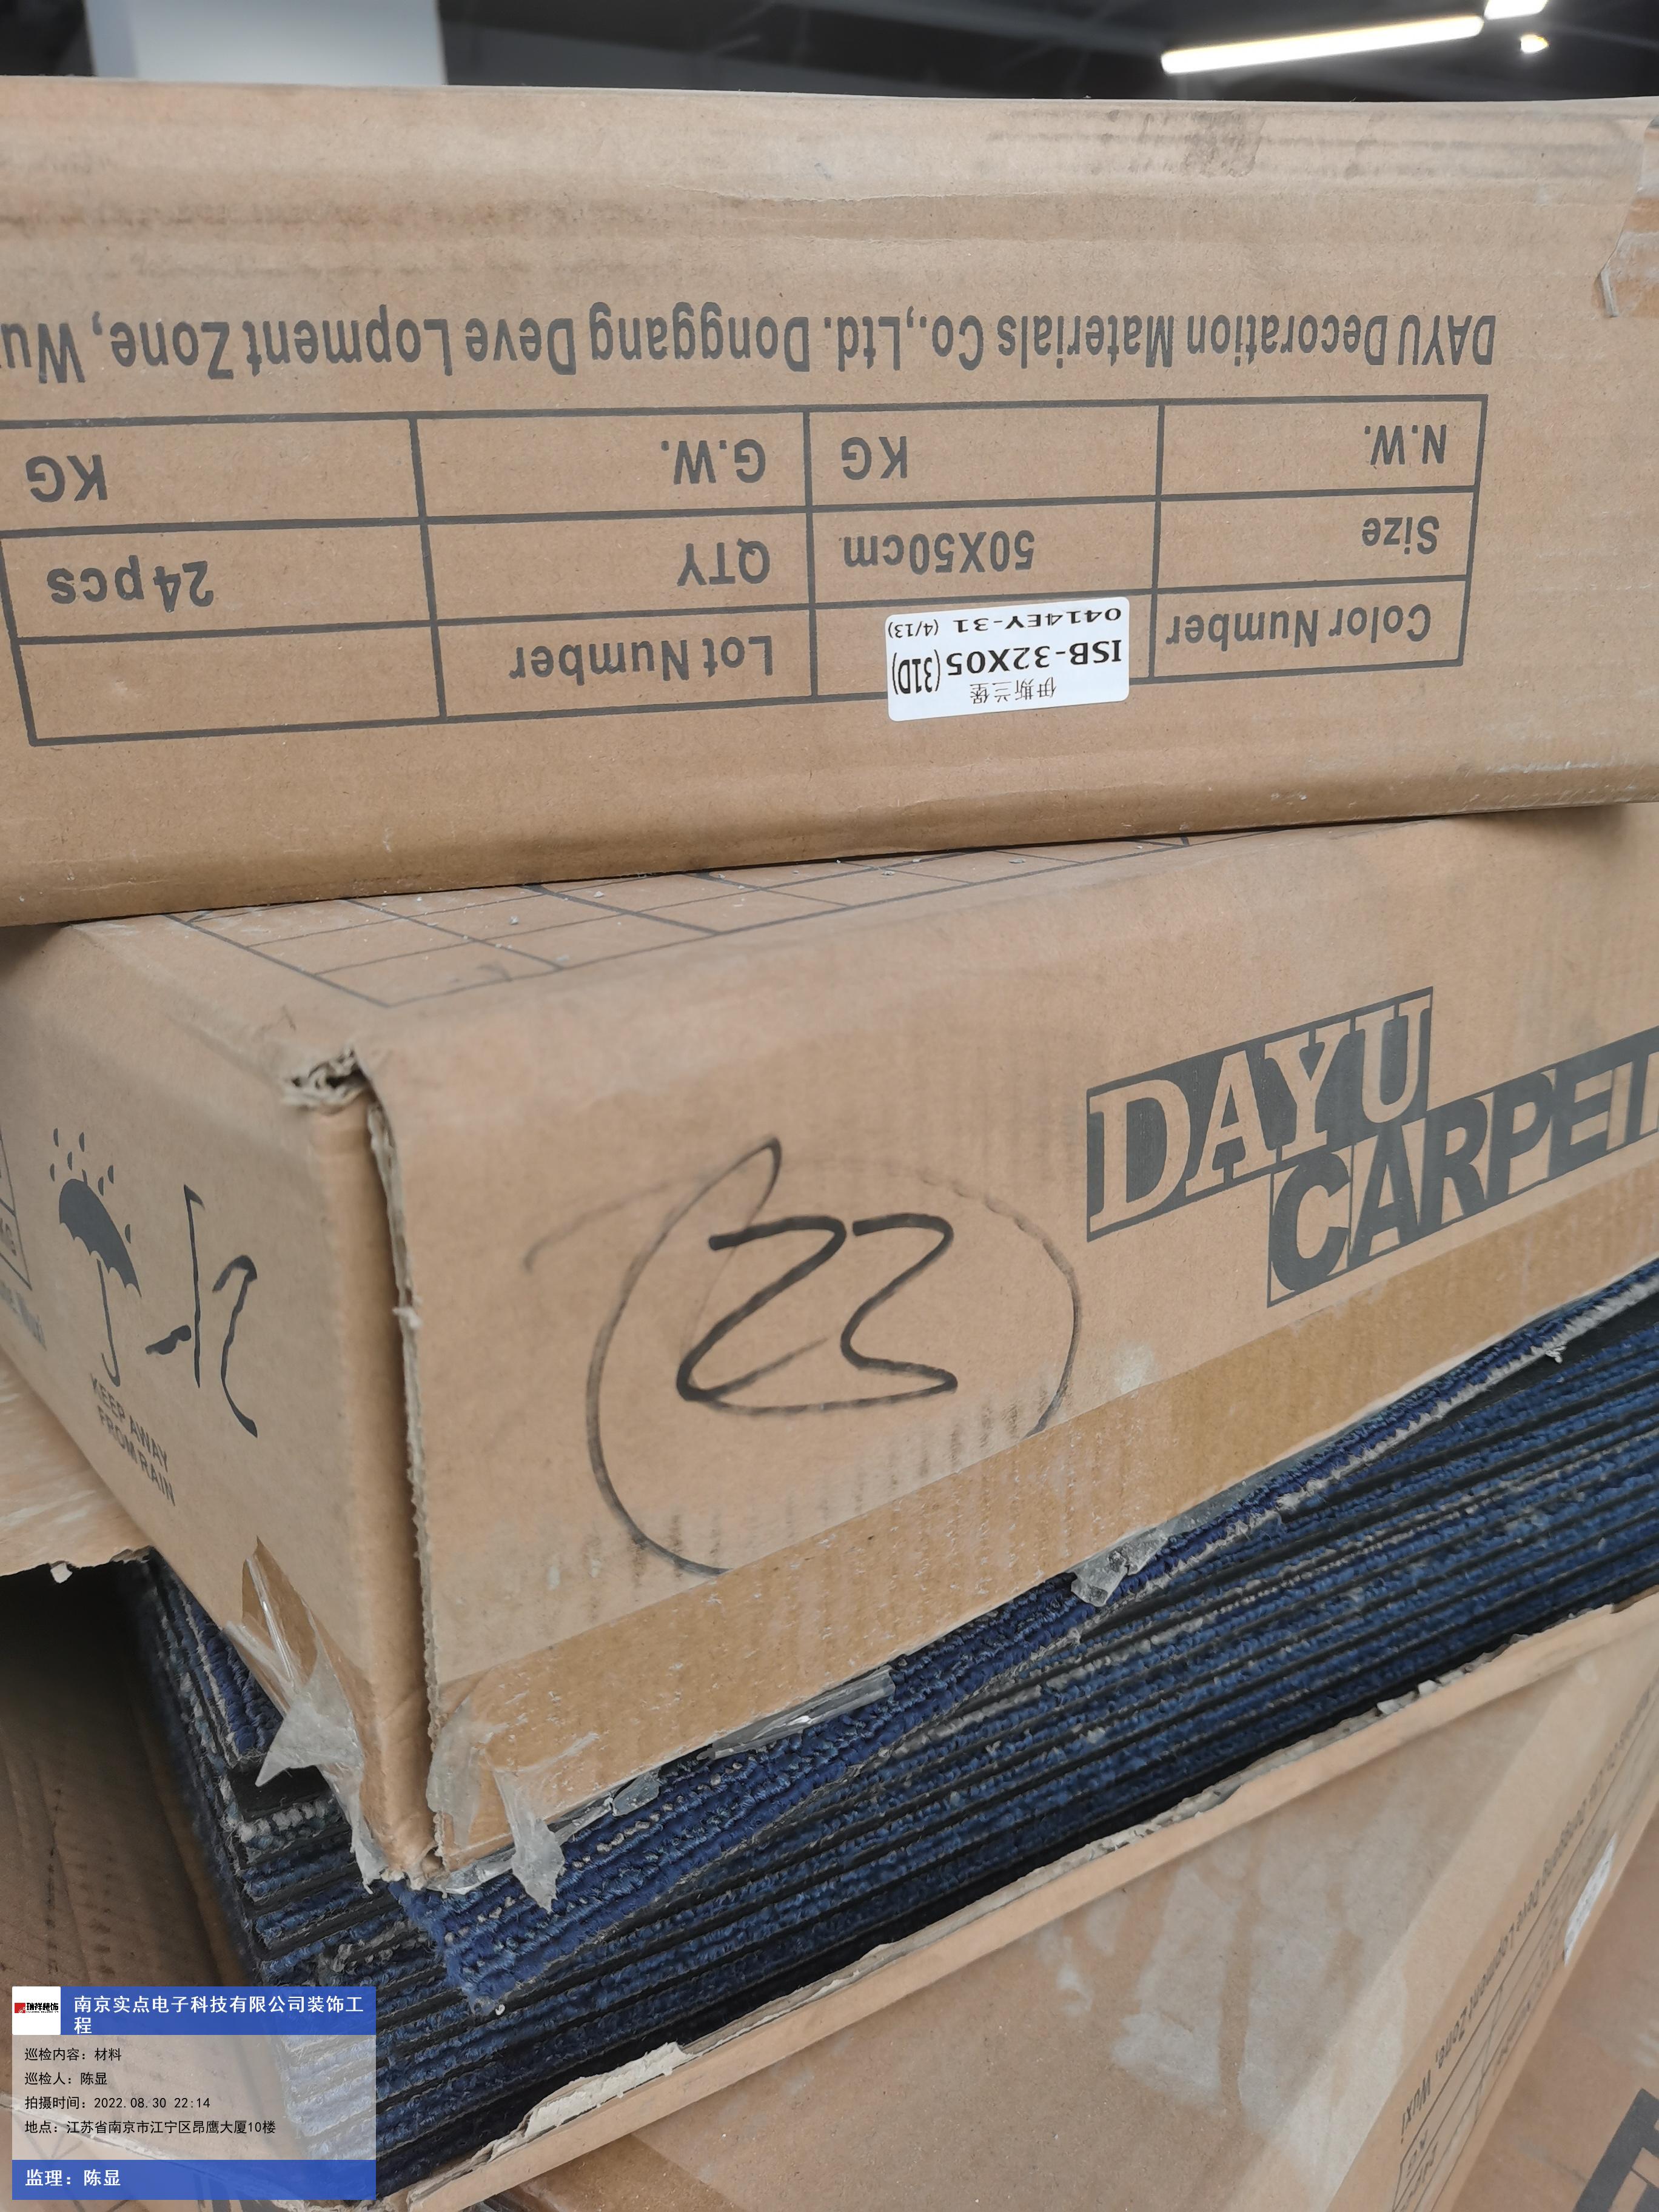 DAYU Decoration Materials Co.,Ltd. Donggang Deve Lopment Zone, Wu
N.W. KG G.W. KG
Size 50X50cm QTY 24pcs
Color Number Lot Number
伊斯兰堡
ISB-32X05(31D)
0414EY-31 (4/13)
DAYU
CARPET
22
KEEP AWAY
FROM RAIN
瑞祥装饰
南京实点电子科技有限公司装饰工
程
巡检内容：材料
巡检人：陈显
拍摄时间：2022.08.30 22:14
地点：江苏省南京市江宁区昂鹰大厦10楼
监理：陈显